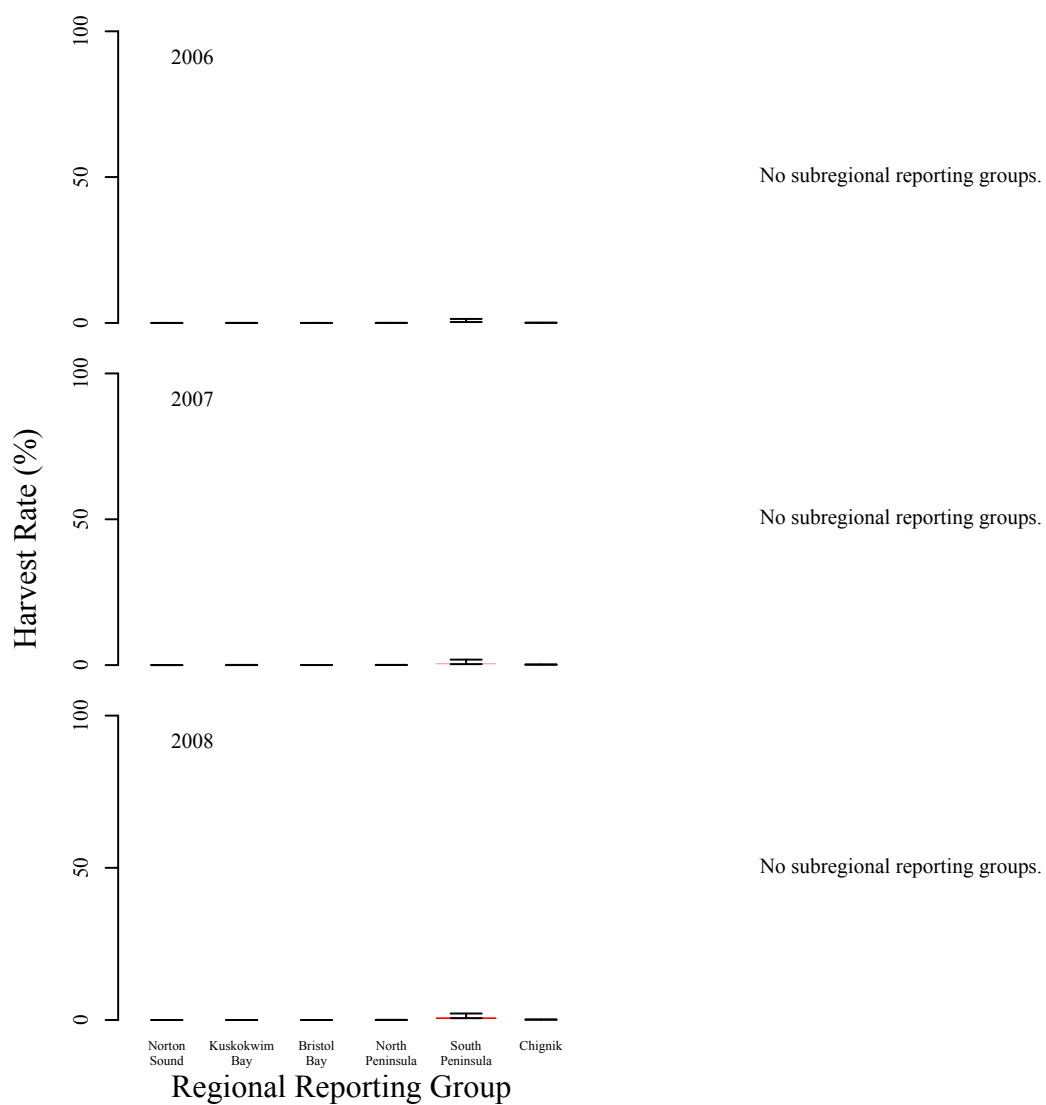 Harvest Rate (%)
100
2006
50
No subregional reporting groups.
0
100
2007
50
No subregional reporting groups.
0
100
2008
50
No subregional reporting groups.
0
Norton Sound
Kuskokwim Bay
Bristol Bay
North Peninsula
South Peninsula
Chignik
Regional Reporting Group